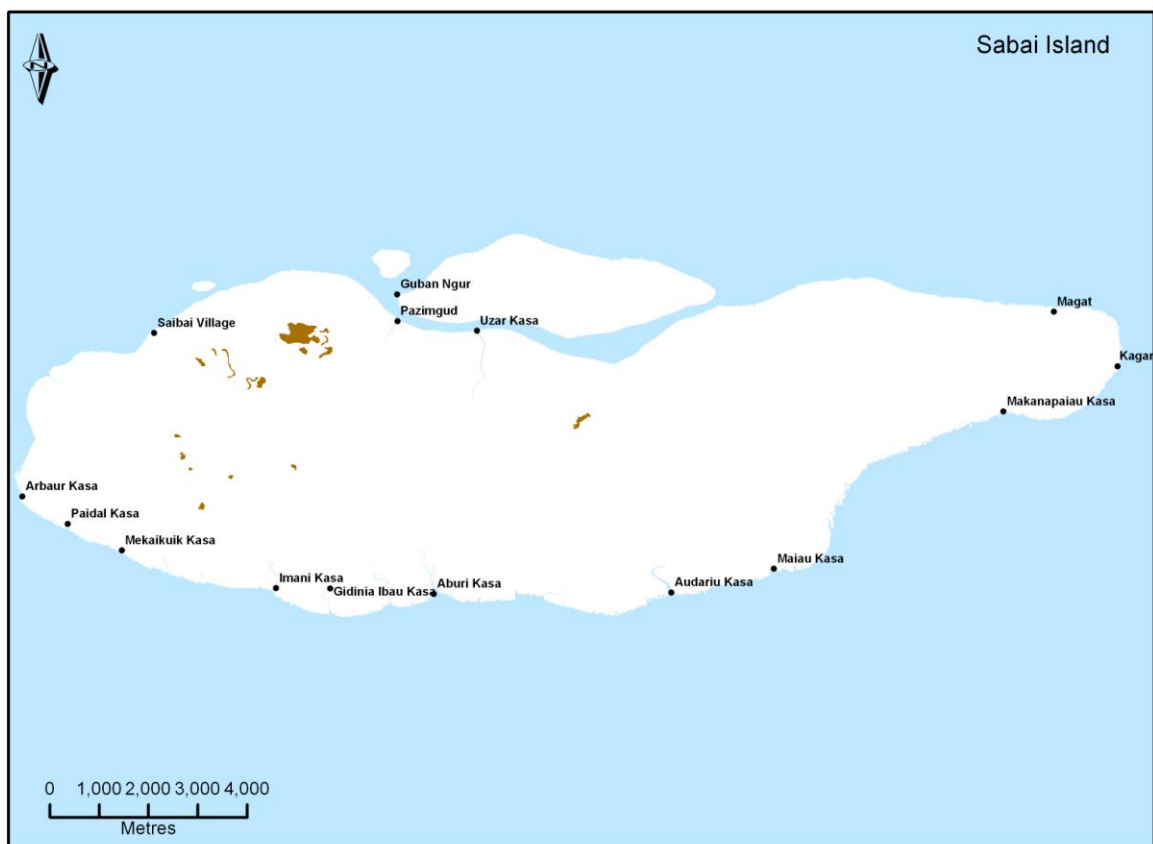 Sabai Island
N
Guban Ngur
Pazimgud
Uzar Kasa
Saibai Village
Magat
Kagar
Makanapaiau Kasa
Arbaur Kasa
Paidal Kasa
Mekaikuik Kasa
Imani Kasa
Gidinia Ibau Kasa
Aburi Kasa
Audariu Kasa
Maiau Kasa
0 1,000 2,000 3,000 4,000
Metres